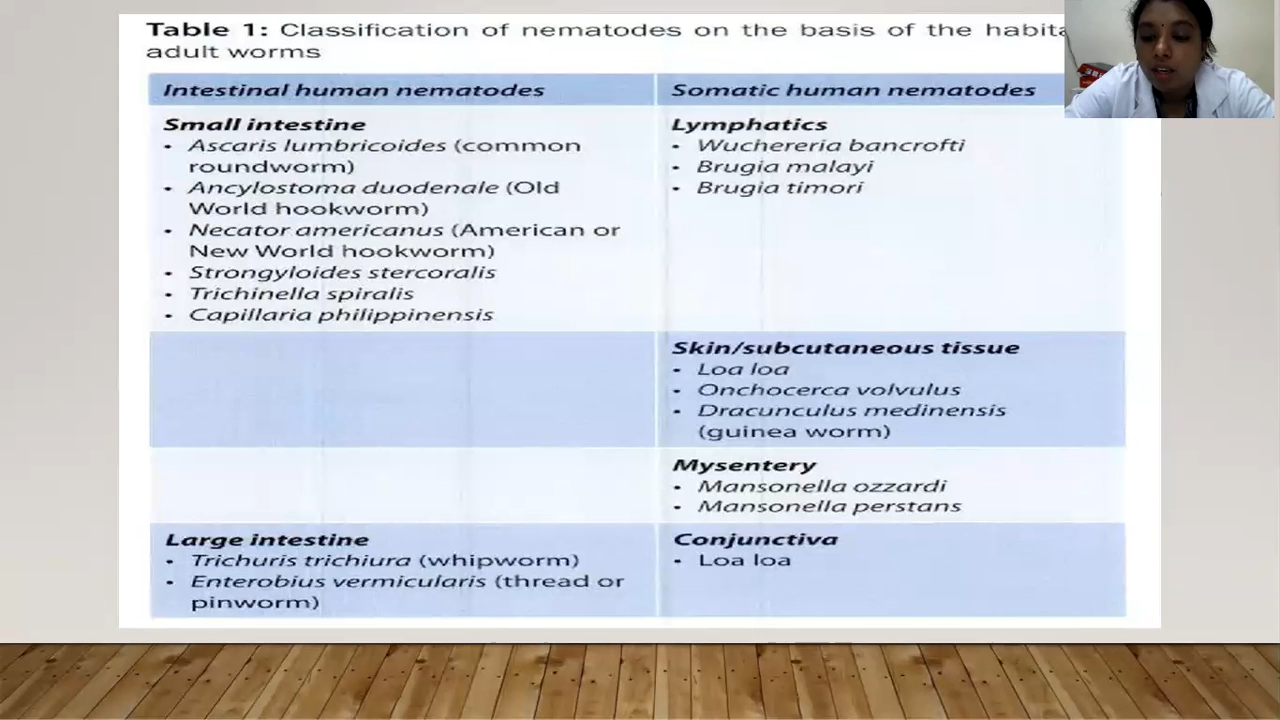 Table 1: Classification of nematodes on the basis of the
adult worms
Intestinal human nematodes
Small intestine
• Ascaris lumbricoides (common
roundworm)
• Ancylostoma duodenale (Old
World hookworm)
• Necator americanus (American or
New World hookworm)
• Strongyloides stercoralis
• Trichinella spiralis
• Capillaria philippinensis
Large intestine
• Trichuris trichiura (whipworm)
• Enterobius vermicularis (thread or
pinworm)
Somatic human nematodes
Lymphatics
• Wuchereria bancrofti
• Brugia malayi
• Brugia timori
Skin/subcutaneous tissue
• Loa loa
• Onchocerca volvulus
• Dracunculus medinensis
(guinea worm)
Mysentery
• Mansonella ozzardi
• Mansonella perstans
Conjunctiva
• Loa loa